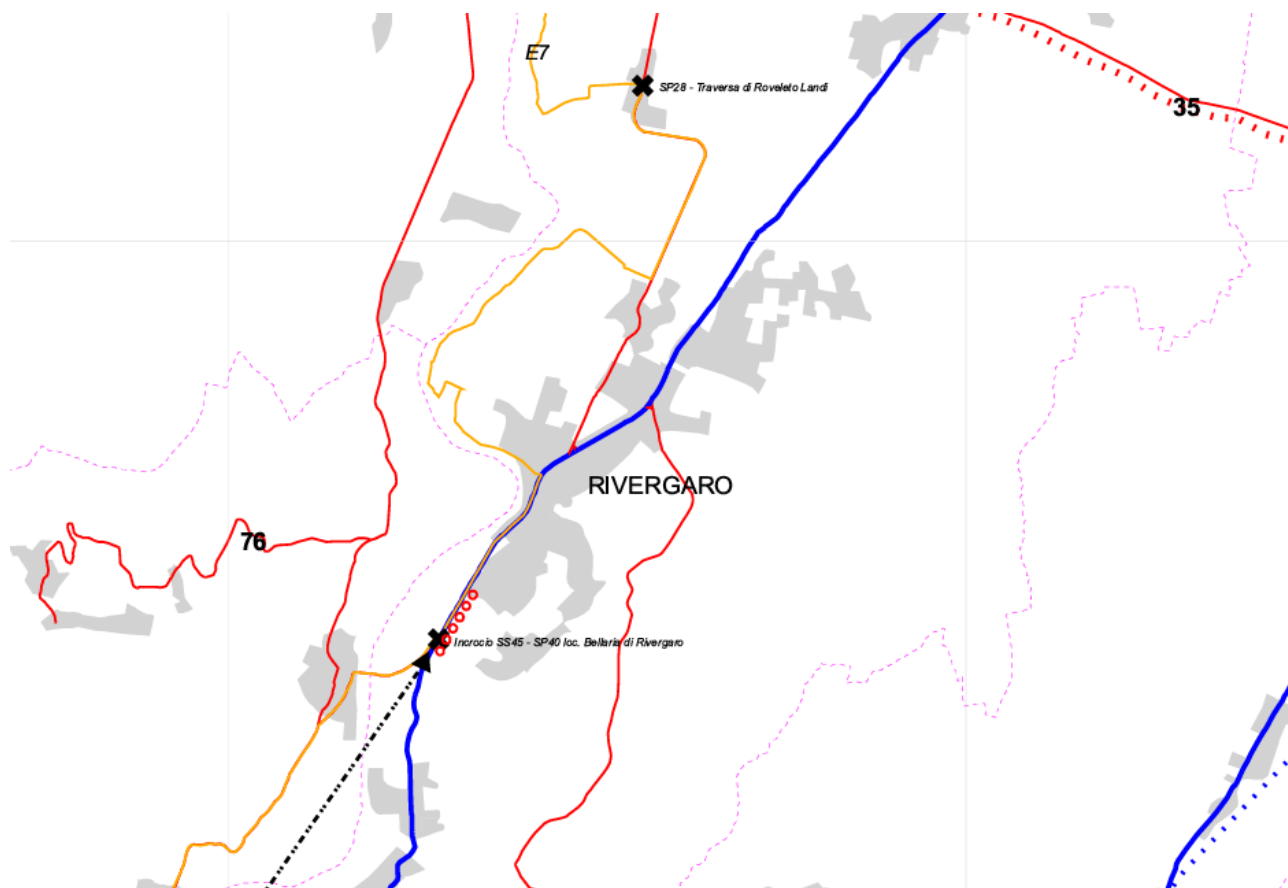 E7
SP28 - Traversa di Roveleto Landi
35
RIVERGARO
76
Incrocio SS45 - SP40 loc. Bellaria di Rivergaro